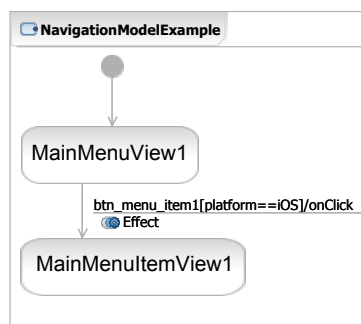 NavigationModelExample
MainMenuView1
btn_menu_item1[platform==iOS]/onClick
Effect
MainMenuItemView1